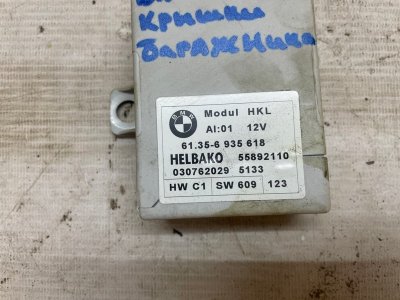 крышки
багажника
BMW
Modul HKL
AI:01 12V
61.35-6 935 618
HELBAKO 55892110
030762029 5133
HW C1 SW 609 123